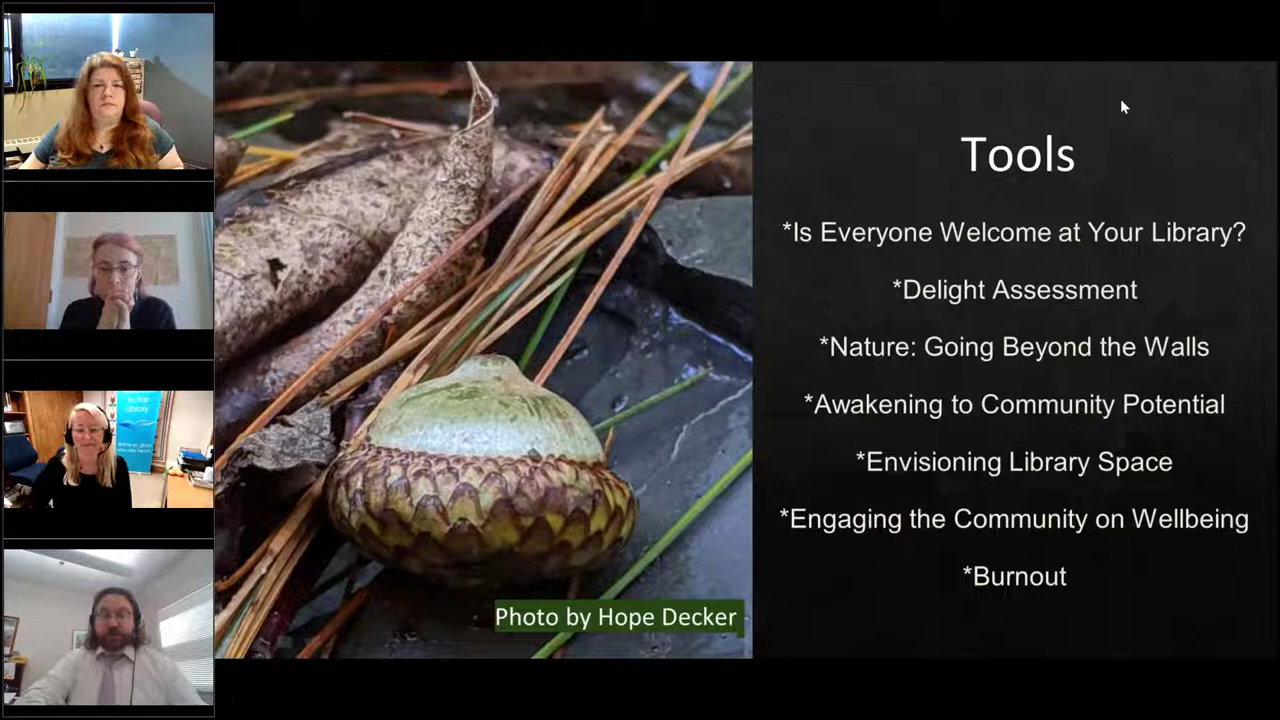 Library
Tools
*Is Everyone Welcome at Your Library?
*Delight Assessment
*Nature: Going Beyond the Walls
*Awakening to Community Potential
*Envisioning Library Space
*Engaging the Community on Wellbeing
*Burnout
Photo by Hope Decker